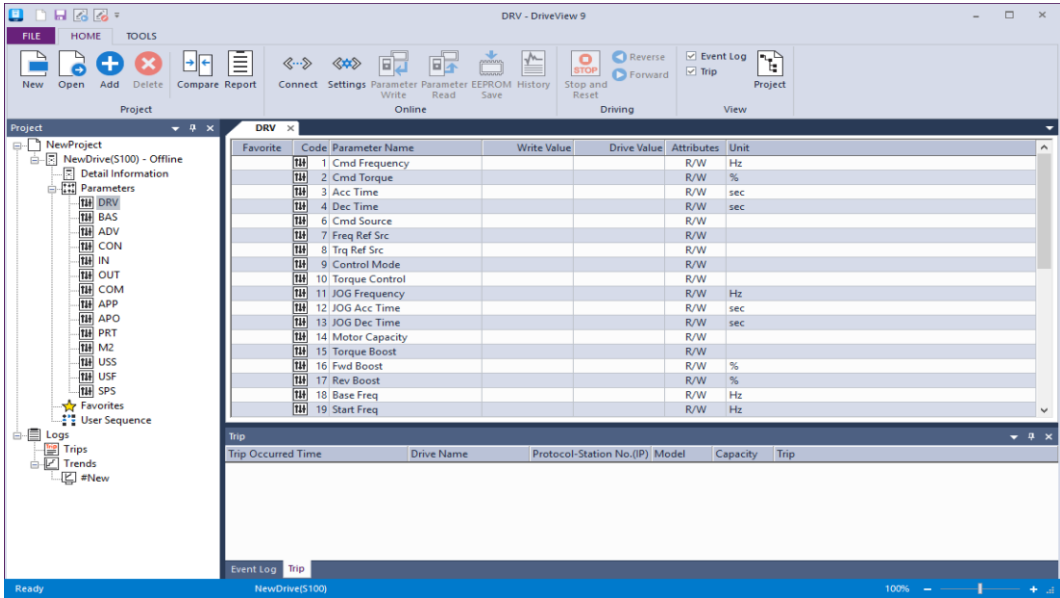 DRV - DriveView 9
FILE HOME TOOLS
New Open Add Delete Compare Report Connect Settings Parameter Write Parameter Read EEPROM Save History Stop and Reset Reverse Forward Event Log Trip Project
STOP
Project Online Driving View
Project
NewProject
NewDrive(S100) - Offline
Detail Information
Parameters
DRV
BAS
ADV
CON
IN
OUT
COM
APP
APO
PRT
M2
USS
USF
SPS
Favorites
User Sequence
Logs
Trips
Trends
#New
DRV
Favorite Code Parameter Name Write Value Drive Value Attributes Unit
1 Cmd Frequency R/W Hz
2 Cmd Torque R/W %
3 Acc Time R/W sec
4 Dec Time R/W sec
6 Cmd Source R/W
7 Freq Ref Src R/W
8 Trq Ref Src R/W
9 Control Mode R/W
10 Torque Control R/W
11 JOG Frequency R/W Hz
12 JOG Acc Time R/W sec
13 JOG Dec Time R/W sec
14 Motor Capacity R/W
15 Torque Boost R/W
16 Fwd Boost R/W %
17 Rev Boost R/W %
18 Base Freq R/W Hz
19 Start Freq R/W Hz
Trip
Trip Occurred Time Drive Name Protocol-Station No.(IP) Model Capacity Trip
Event Log Trip
Ready NewDrive(S100) 100%